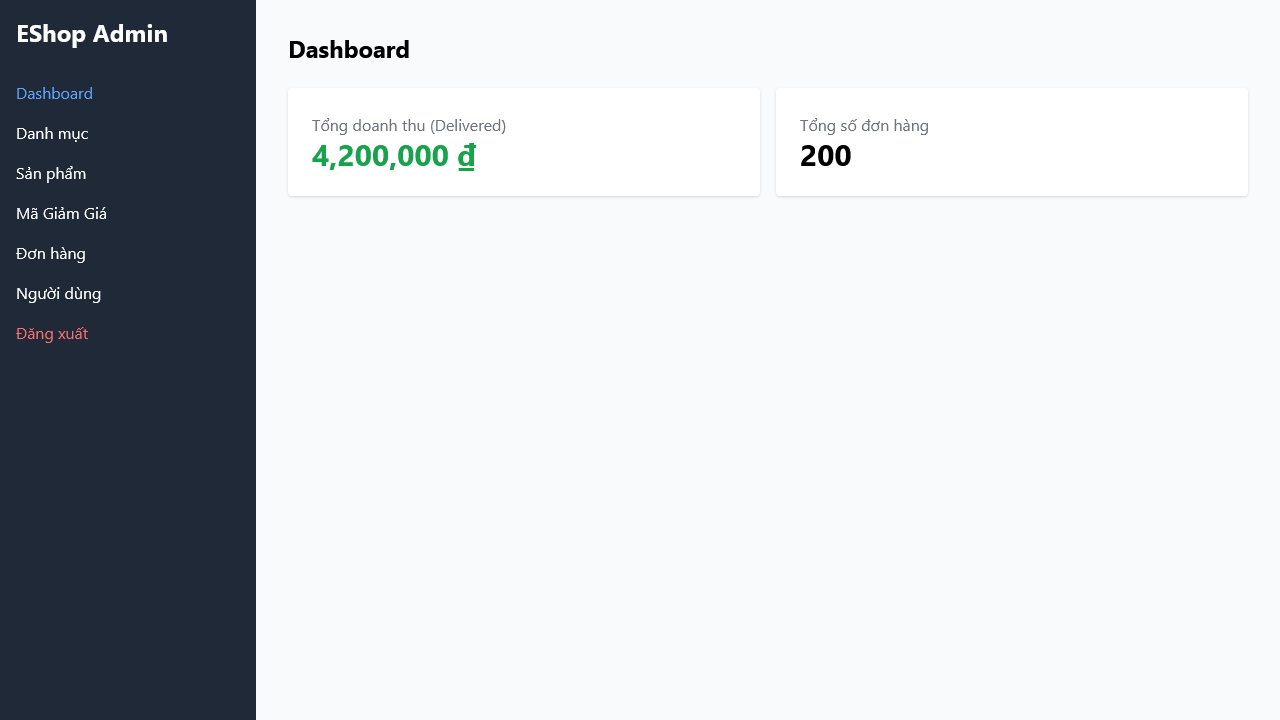 EShop Admin
Dashboard
Danh mục
Sản phẩm
Mã Giảm Giá
Đơn hàng
Người dùng
Đăng xuất
Dashboard
Tổng doanh thu (Delivered)
4,200,000 ₫
Tổng số đơn hàng
200